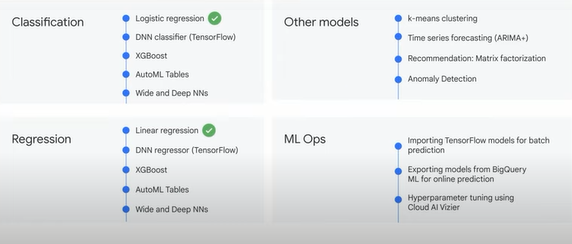 Classification
Logistic regression
DNN classifier (TensorFlow)
XGBoost
AutoML Tables
Wide and Deep NNs
Other models
k-means clustering
Time series forecasting (ARIMA+)
Recommendation: Matrix factorization
Anomaly Detection
Regression
Linear regression
DNN regressor (TensorFlow)
XGBoost
AutoML Tables
Wide and Deep NNs
ML Ops
Importing TensorFlow models for batch
prediction
Exporting models from BigQuery
ML for online prediction
Hyperparameter tuning using
Cloud AI Vizier